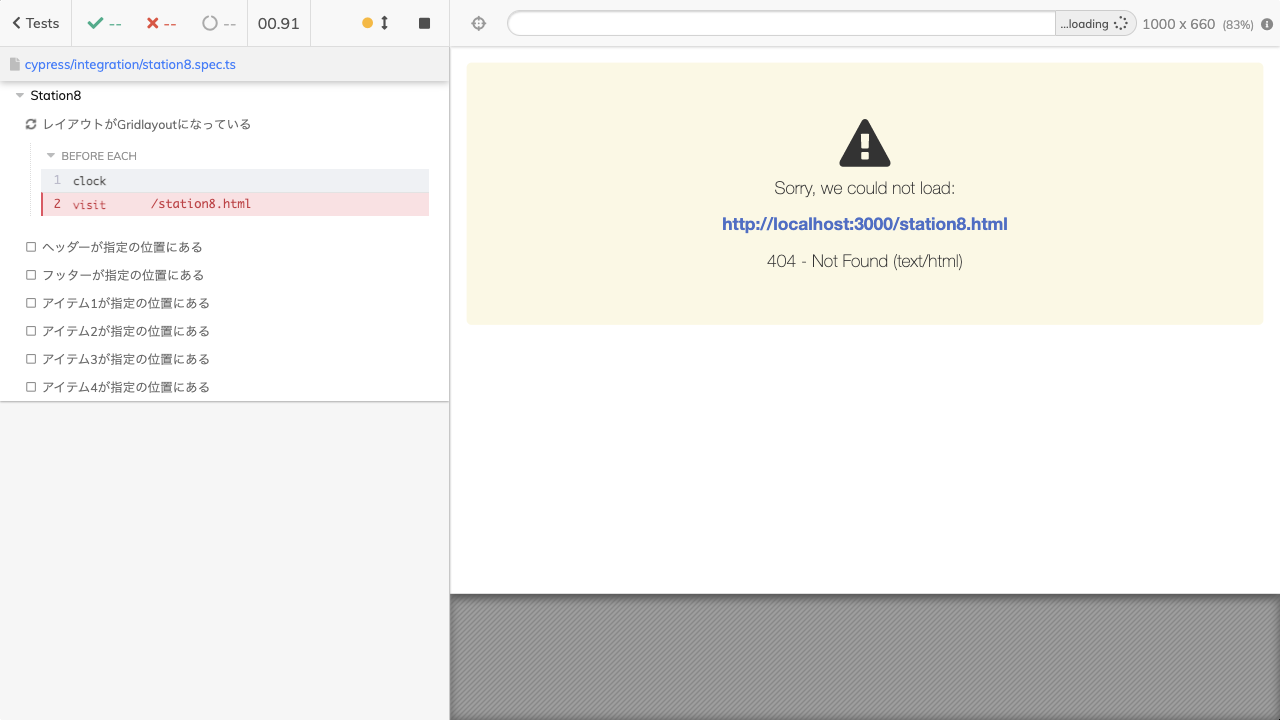 Tests -- -- -- 00.91
...loading 1000 x 660 (83%)
cypress/integration/station8.spec.ts
Station8
レイアウトがGridlayoutになっている
BEFORE EACH
1 clock
2 visit /station8.html
ヘッダーが指定の位置にある
フッターが指定の位置にある
アイテム1が指定の位置にある
アイテム2が指定の位置にある
アイテム3が指定の位置にある
アイテム4が指定の位置にある
Sorry, we could not load:
http://localhost:3000/station8.html
404 - Not Found (text/html)